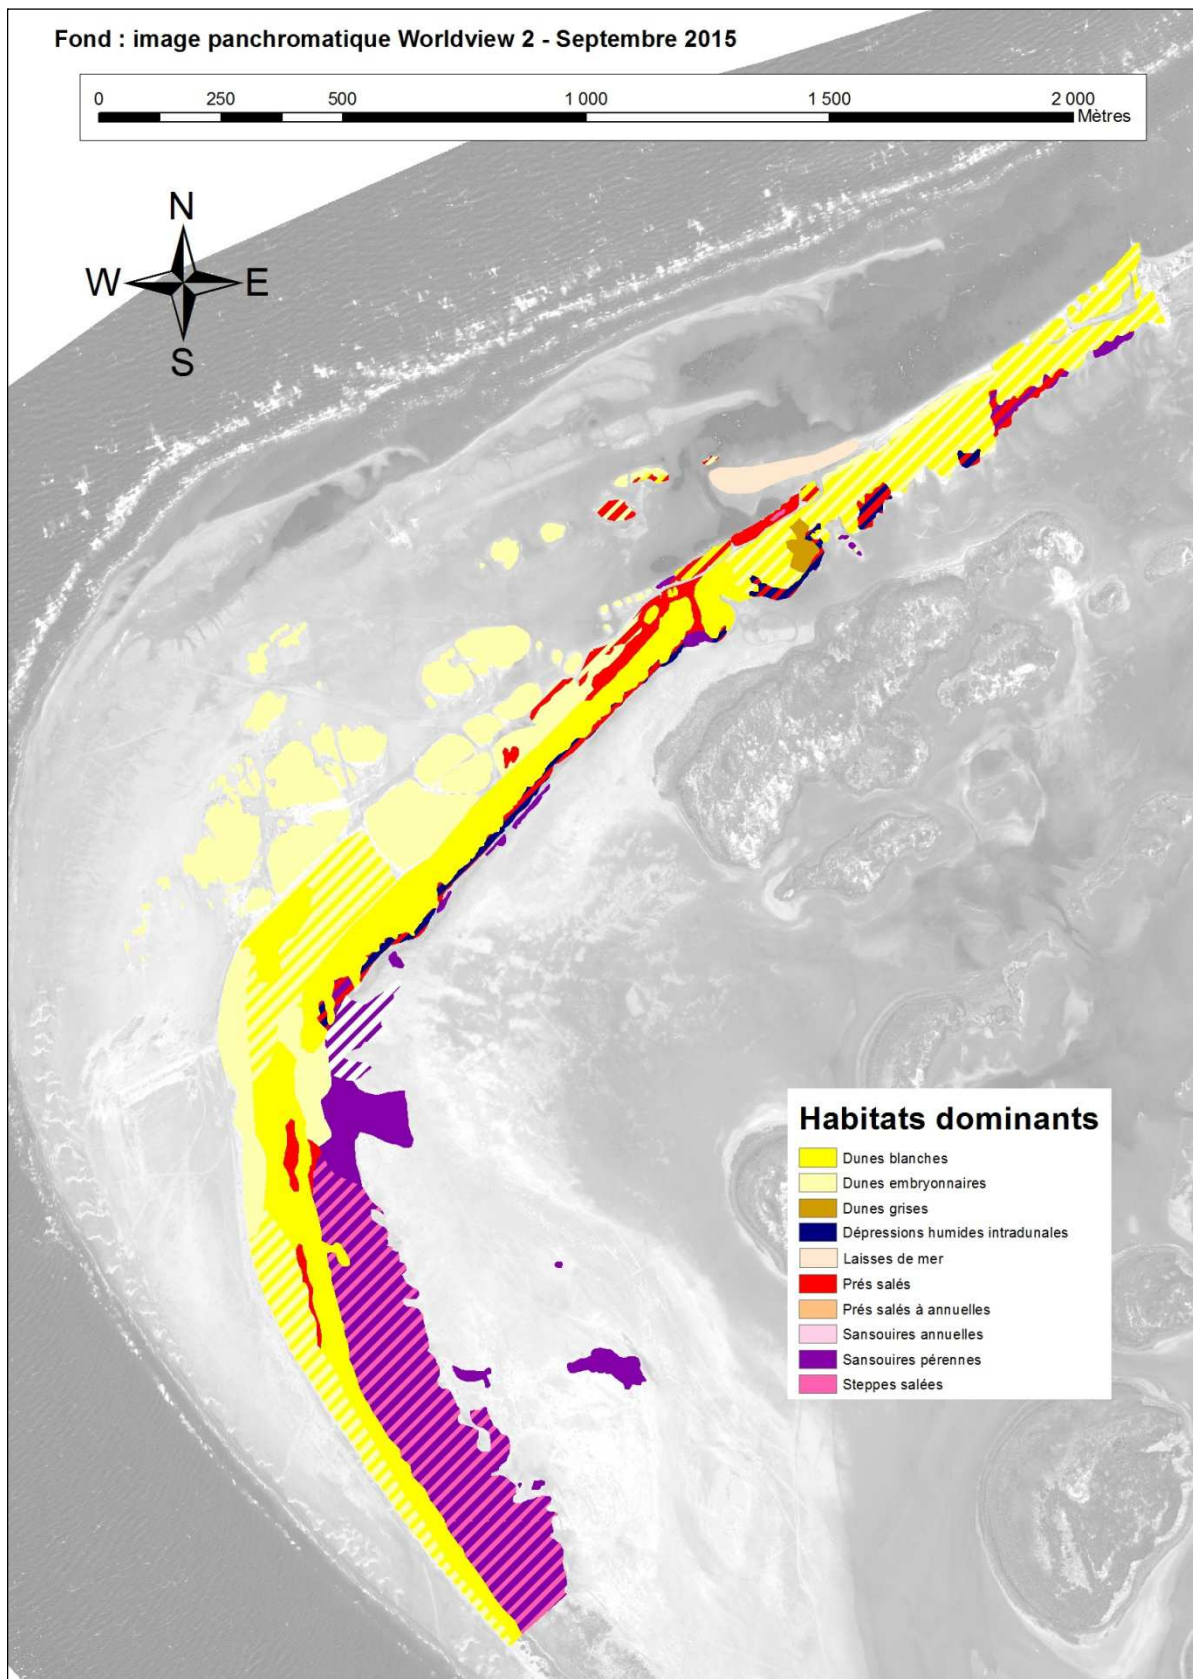 Fond : image panchromatique Worldview 2 - Septembre 2015
0 250 500 1 000 1 500 2 000
Mètres
N
W E
S
Habitats dominants
Dunes blanches
Dunes embryonnaires
Dunes grises
Dépressions humides intradunales
Laisses de mer
Prés salés
Prés salés à annuelles
Sansouires annuelles
Sansouires pérennes
Steppes salées